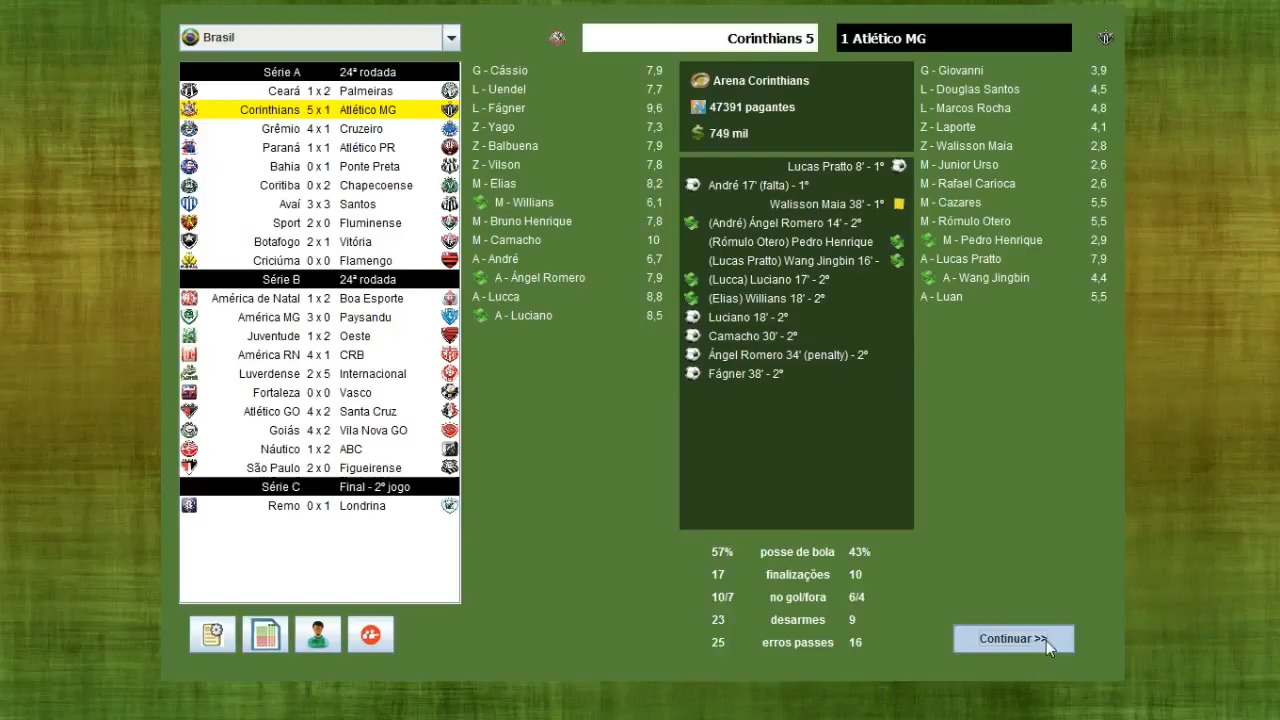 Brasil
Corinthians 5
1 Atlético MG
Série A 24ª rodada
Ceará 1 x 2 Palmeiras
Corinthians 5 x 1 Atlético MG
Grêmio 4 x 1 Cruzeiro
Paraná 1 x 1 Atlético PR
Bahia 0 x 1 Ponte Preta
Coritiba 0 x 2 Chapecoense
Avaí 3 x 3 Santos
Sport 2 x 0 Fluminense
Botafogo 2 x 1 Vitória
Criciúma 0 x 0 Flamengo
Série B 24ª rodada
América de Natal 1 x 2 Boa Esporte
América MG 3 x 0 Paysandu
Juventude 1 x 2 Oeste
América RN 4 x 1 CRB
Luverdense 2 x 5 Internacional
Fortaleza 0 x 0 Vasco
Atlético GO 4 x 2 Santa Cruz
Goiás 4 x 2 Vila Nova GO
Náutico 1 x 2 ABC
São Paulo 2 x 0 Figueirense
Série C Final - 2º jogo
Remo 0 x 1 Londrina
G - Cássio 7,9
L - Uendel 7,7
L - Fágner 9,6
Z - Yago 7,3
Z - Balbuena 7,9
Z - Vilson 7,8
M - Elias 8,2
M - Willians 6,1
M - Bruno Henrique 7,8
M - Camacho 10
A - André 6,7
A - Ángel Romero 7,9
A - Lucca 8,8
A - Luciano 8,5
Arena Corinthians
47391 pagantes
749 mil
Lucas Pratto 8' - 1º
André 17' (falta) - 1º
Walisson Maia 38' - 1º
(André) Ángel Romero 14' - 2º
(Rómulo Otero) Pedro Henrique
(Lucas Pratto) Wang Jingbin 16' -
(Lucca) Luciano 17' - 2º
(Elias) Willians 18' - 2º
Luciano 18' - 2º
Camacho 30' - 2º
Ángel Romero 34' (penalty) - 2º
Fágner 38' - 2º
57% posse de bola 43%
17 finalizações 10
10/7 no gol/fora 6/4
23 desarmes 9
25 erros passes 16
G - Giovanni 3,9
L - Douglas Santos 4,5
L - Marcos Rocha 4,8
Z - Laporte 4,1
Z - Walisson Maia 2,8
M - Junior Urso 2,6
M - Rafael Carioca 2,6
M - Cazares 5,5
M - Rómulo Otero 5,5
M - Pedro Henrique 2,9
A - Lucas Pratto 7,9
A - Wang Jingbin 4,4
A - Luan 5,5
Continuar >>